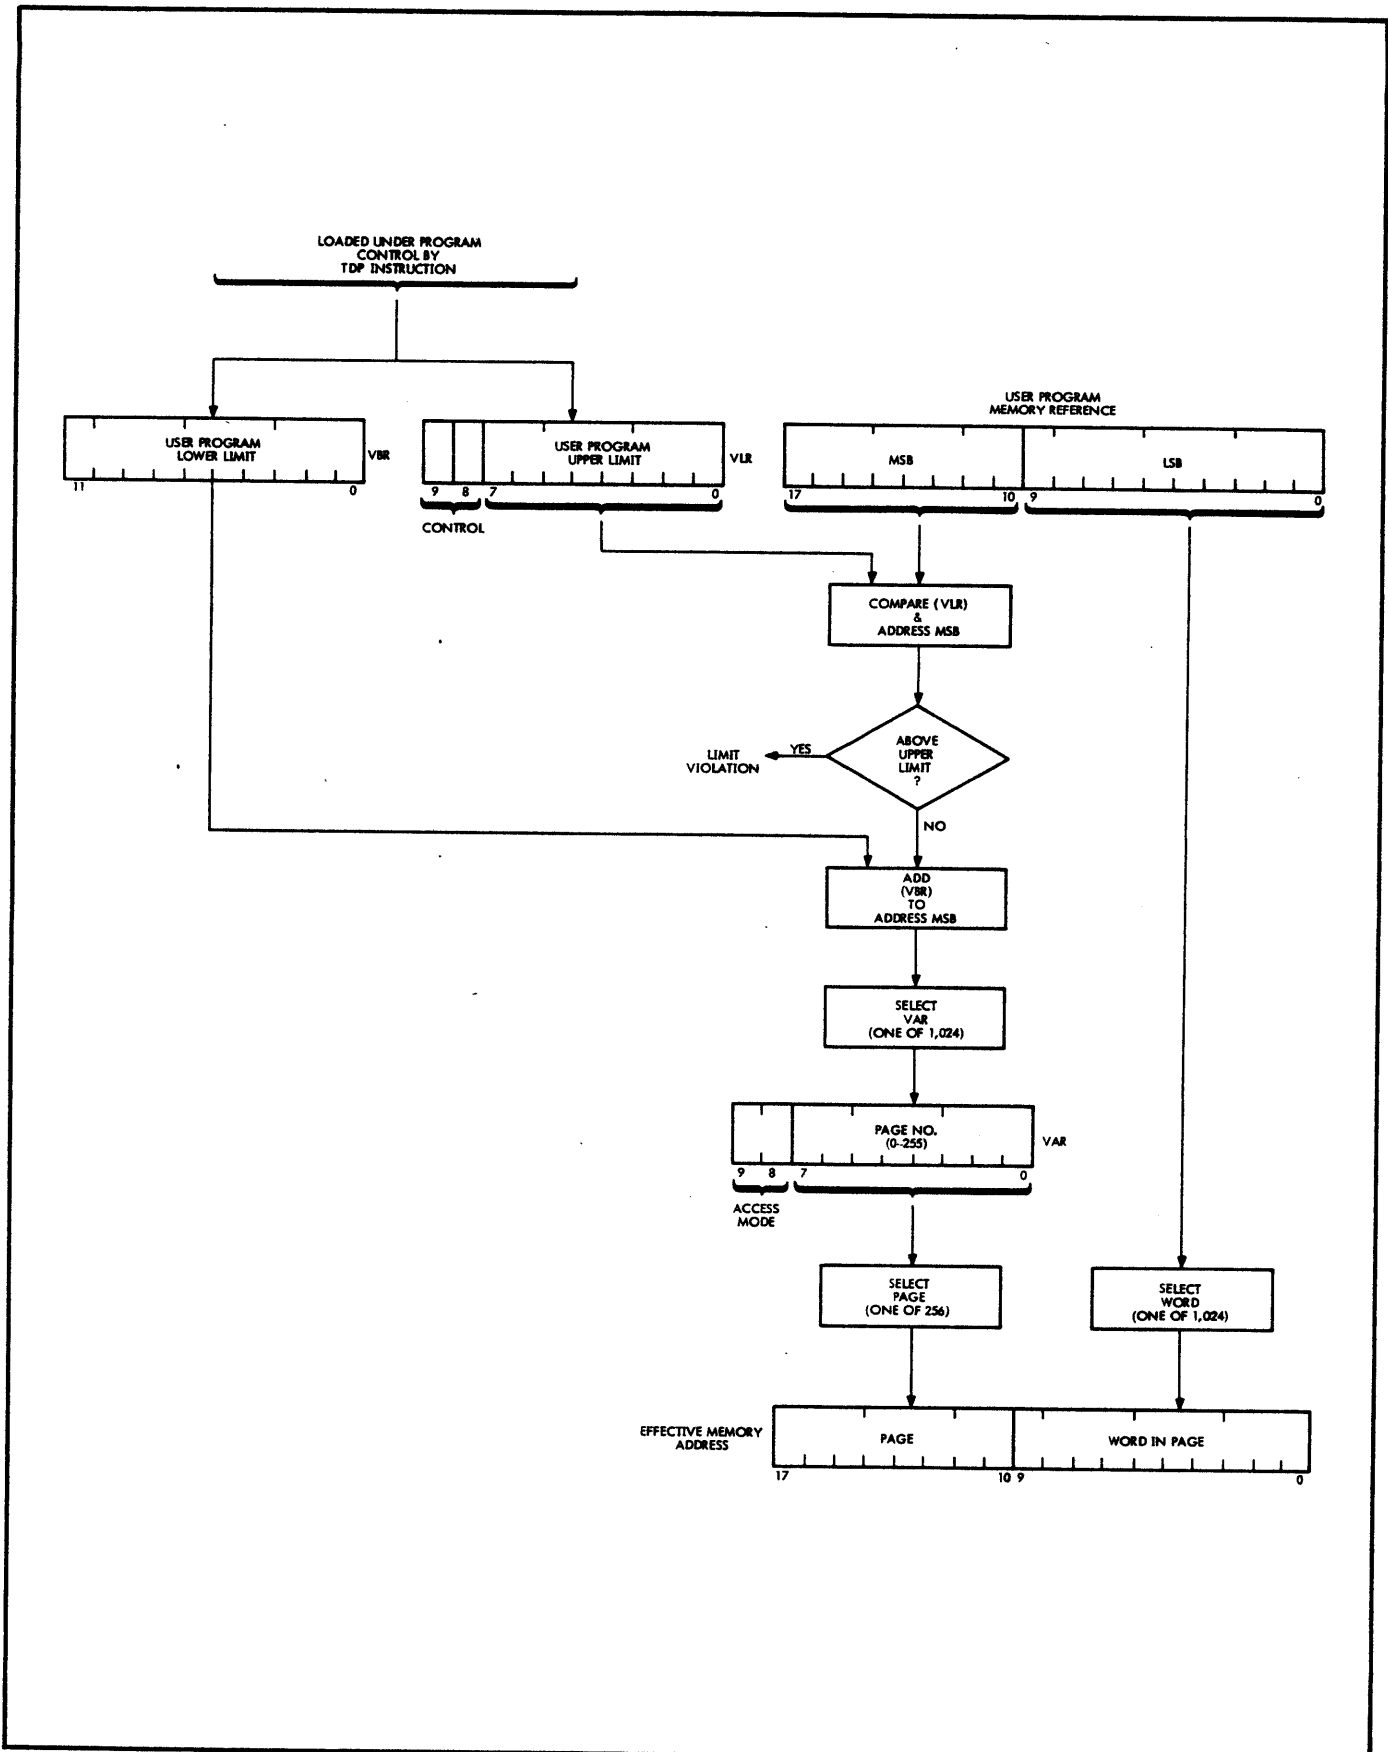 LOADED UNDER PROGRAM
CONTROL BY
TDP INSTRUCTION
USER PROGRAM
LOWER LIMIT
VBR
11
0
USER PROGRAM
UPPER LIMIT
VLR
9
8
7
0
CONTROL
USER PROGRAM
MEMORY REFERENCE
MSB
LSB
17
10
9
0
COMPARE (VLR)
&
ADDRESS MSB
ABOVE
UPPER
LIMIT
?
YES
LIMIT
VIOLATION
NO
ADD
(VBR)
TO
ADDRESS MSB
SELECT
VAR
(ONE OF 1,024)
PAGE NO.
(0-255)
VAR
9
8
7
0
ACCESS
MODE
SELECT
PAGE
(ONE OF 256)
SELECT
WORD
(ONE OF 1,024)
EFFECTIVE MEMORY
ADDRESS
PAGE
WORD IN PAGE
17
10 9
0